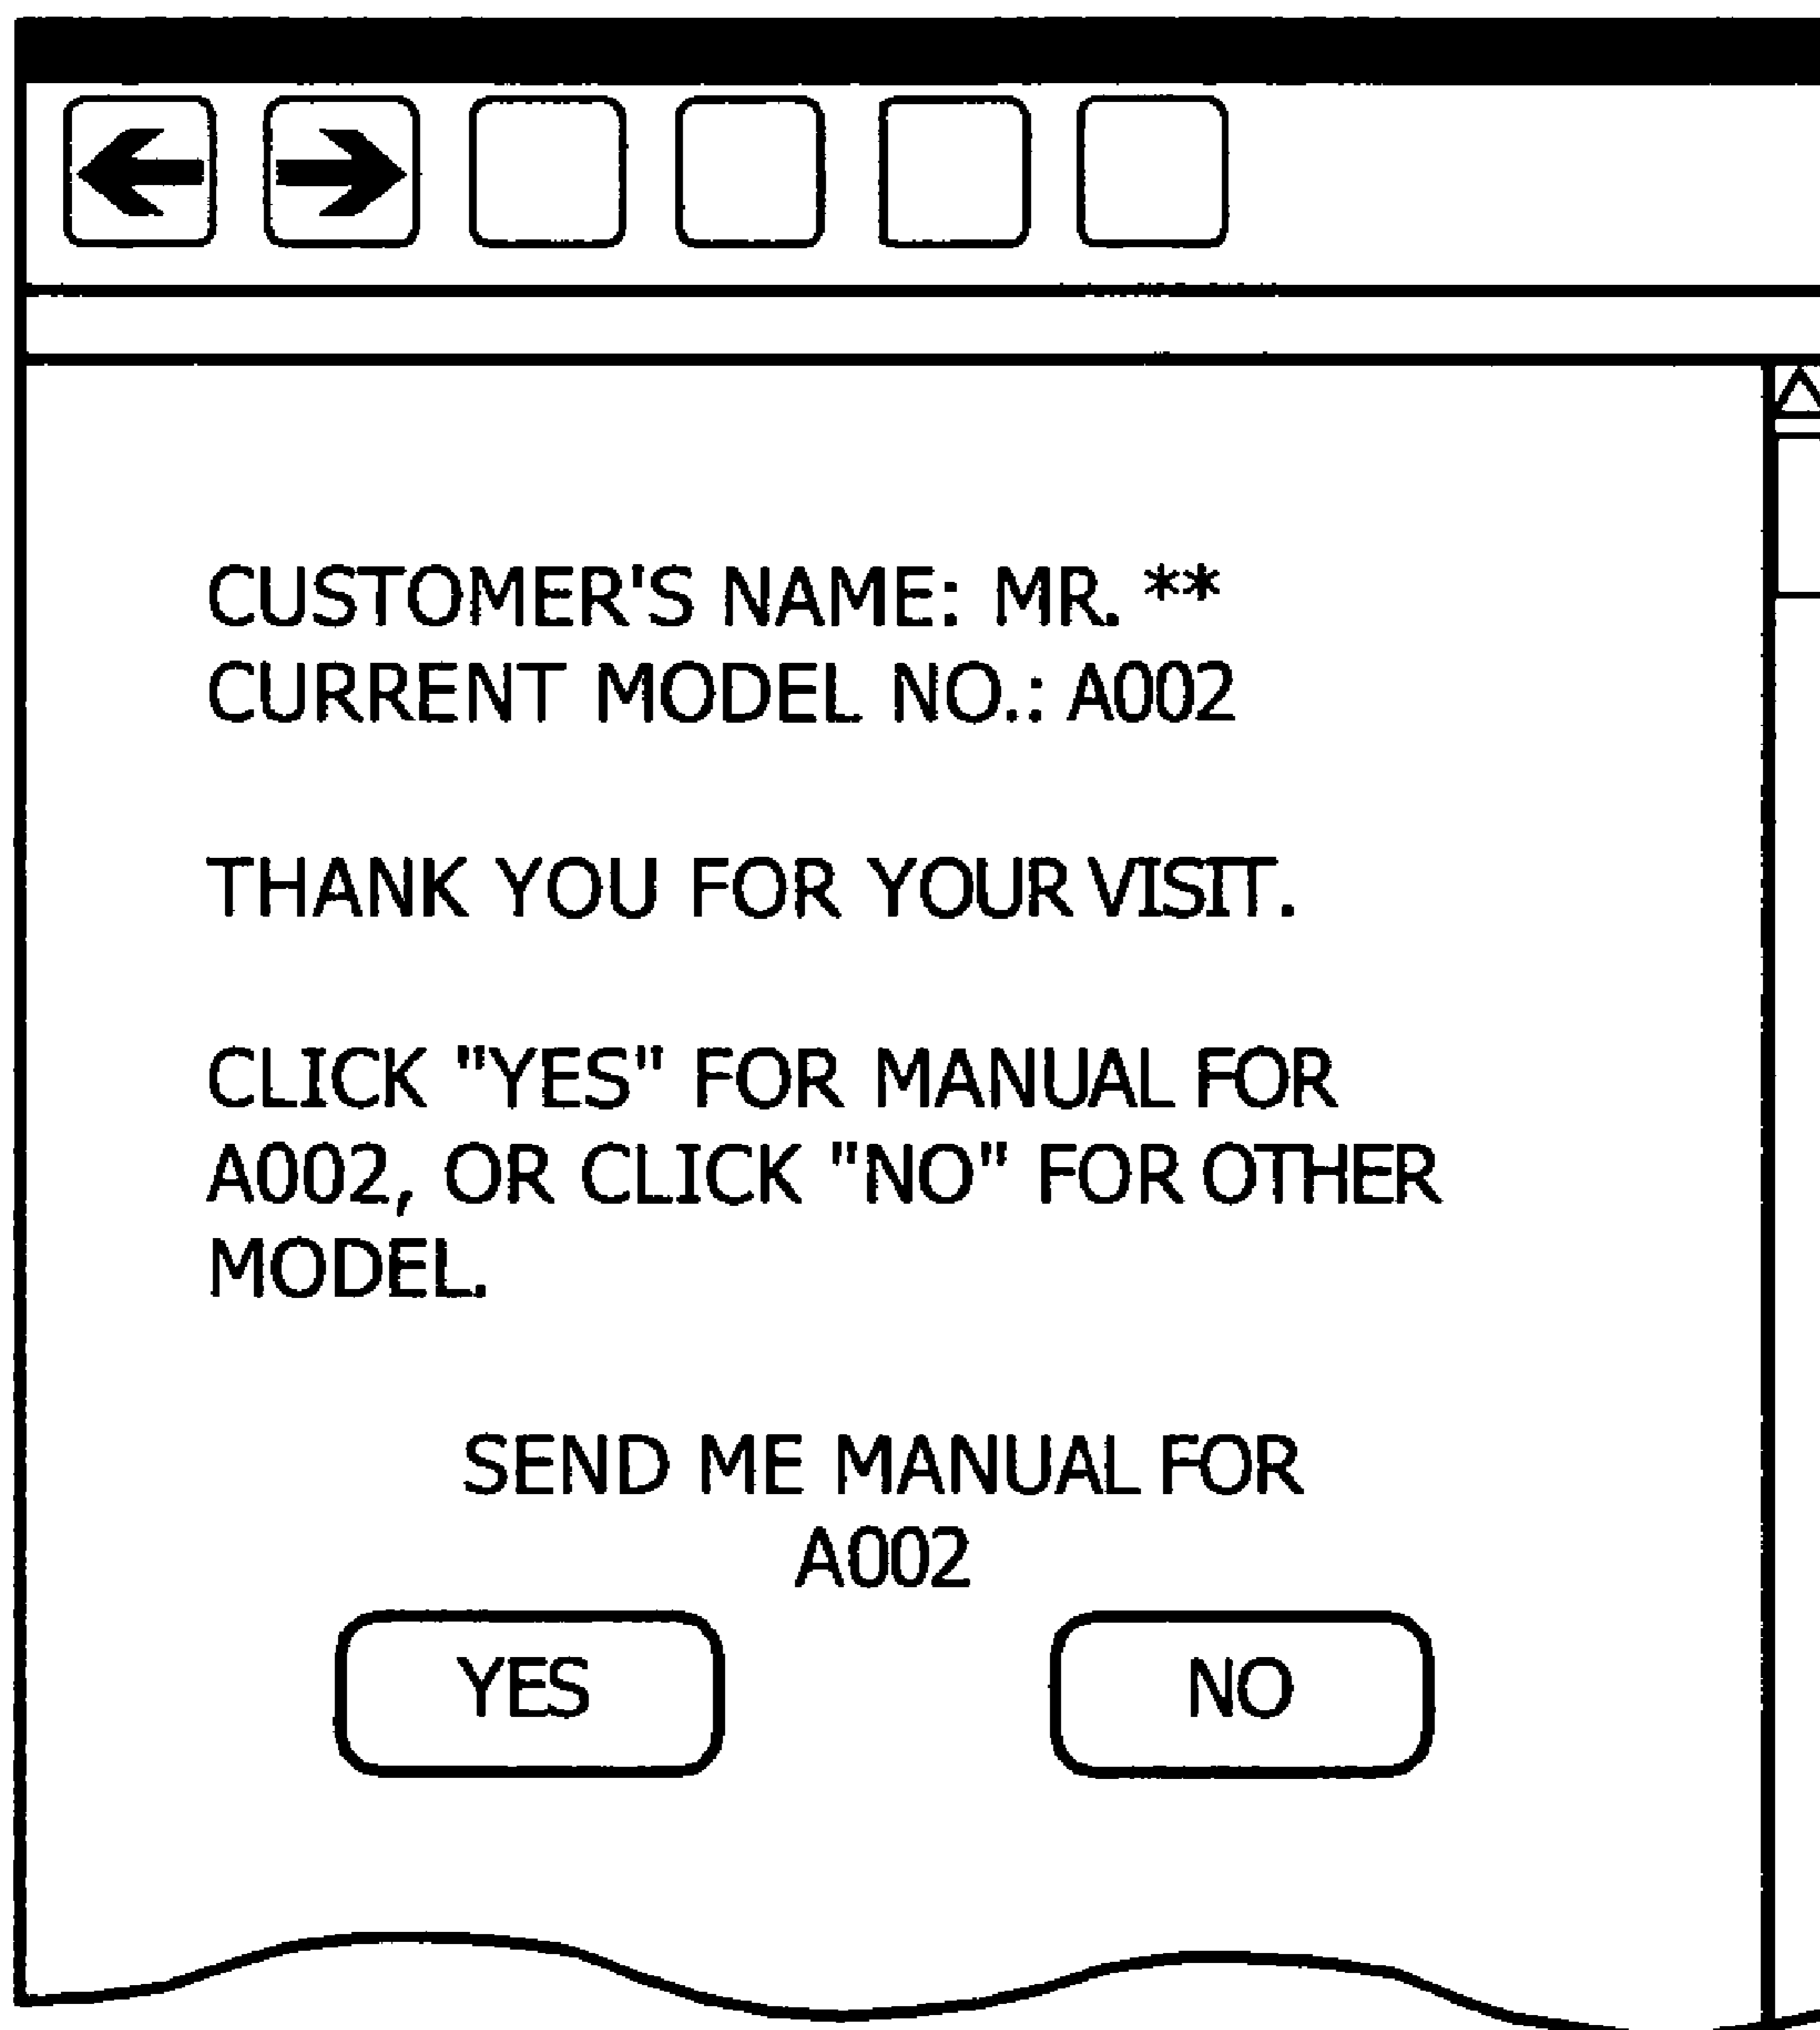 CUSTOMER'S NAME: MR. **
CURRENT MODEL NO.: A002
THANK YOU FOR YOUR VISIT.
CLICK "YES" FOR MANUAL FOR
A002, OR CLICK "NO" FOR OTHER
MODEL.
SEND ME MANUAL FOR
A002
YES
NO